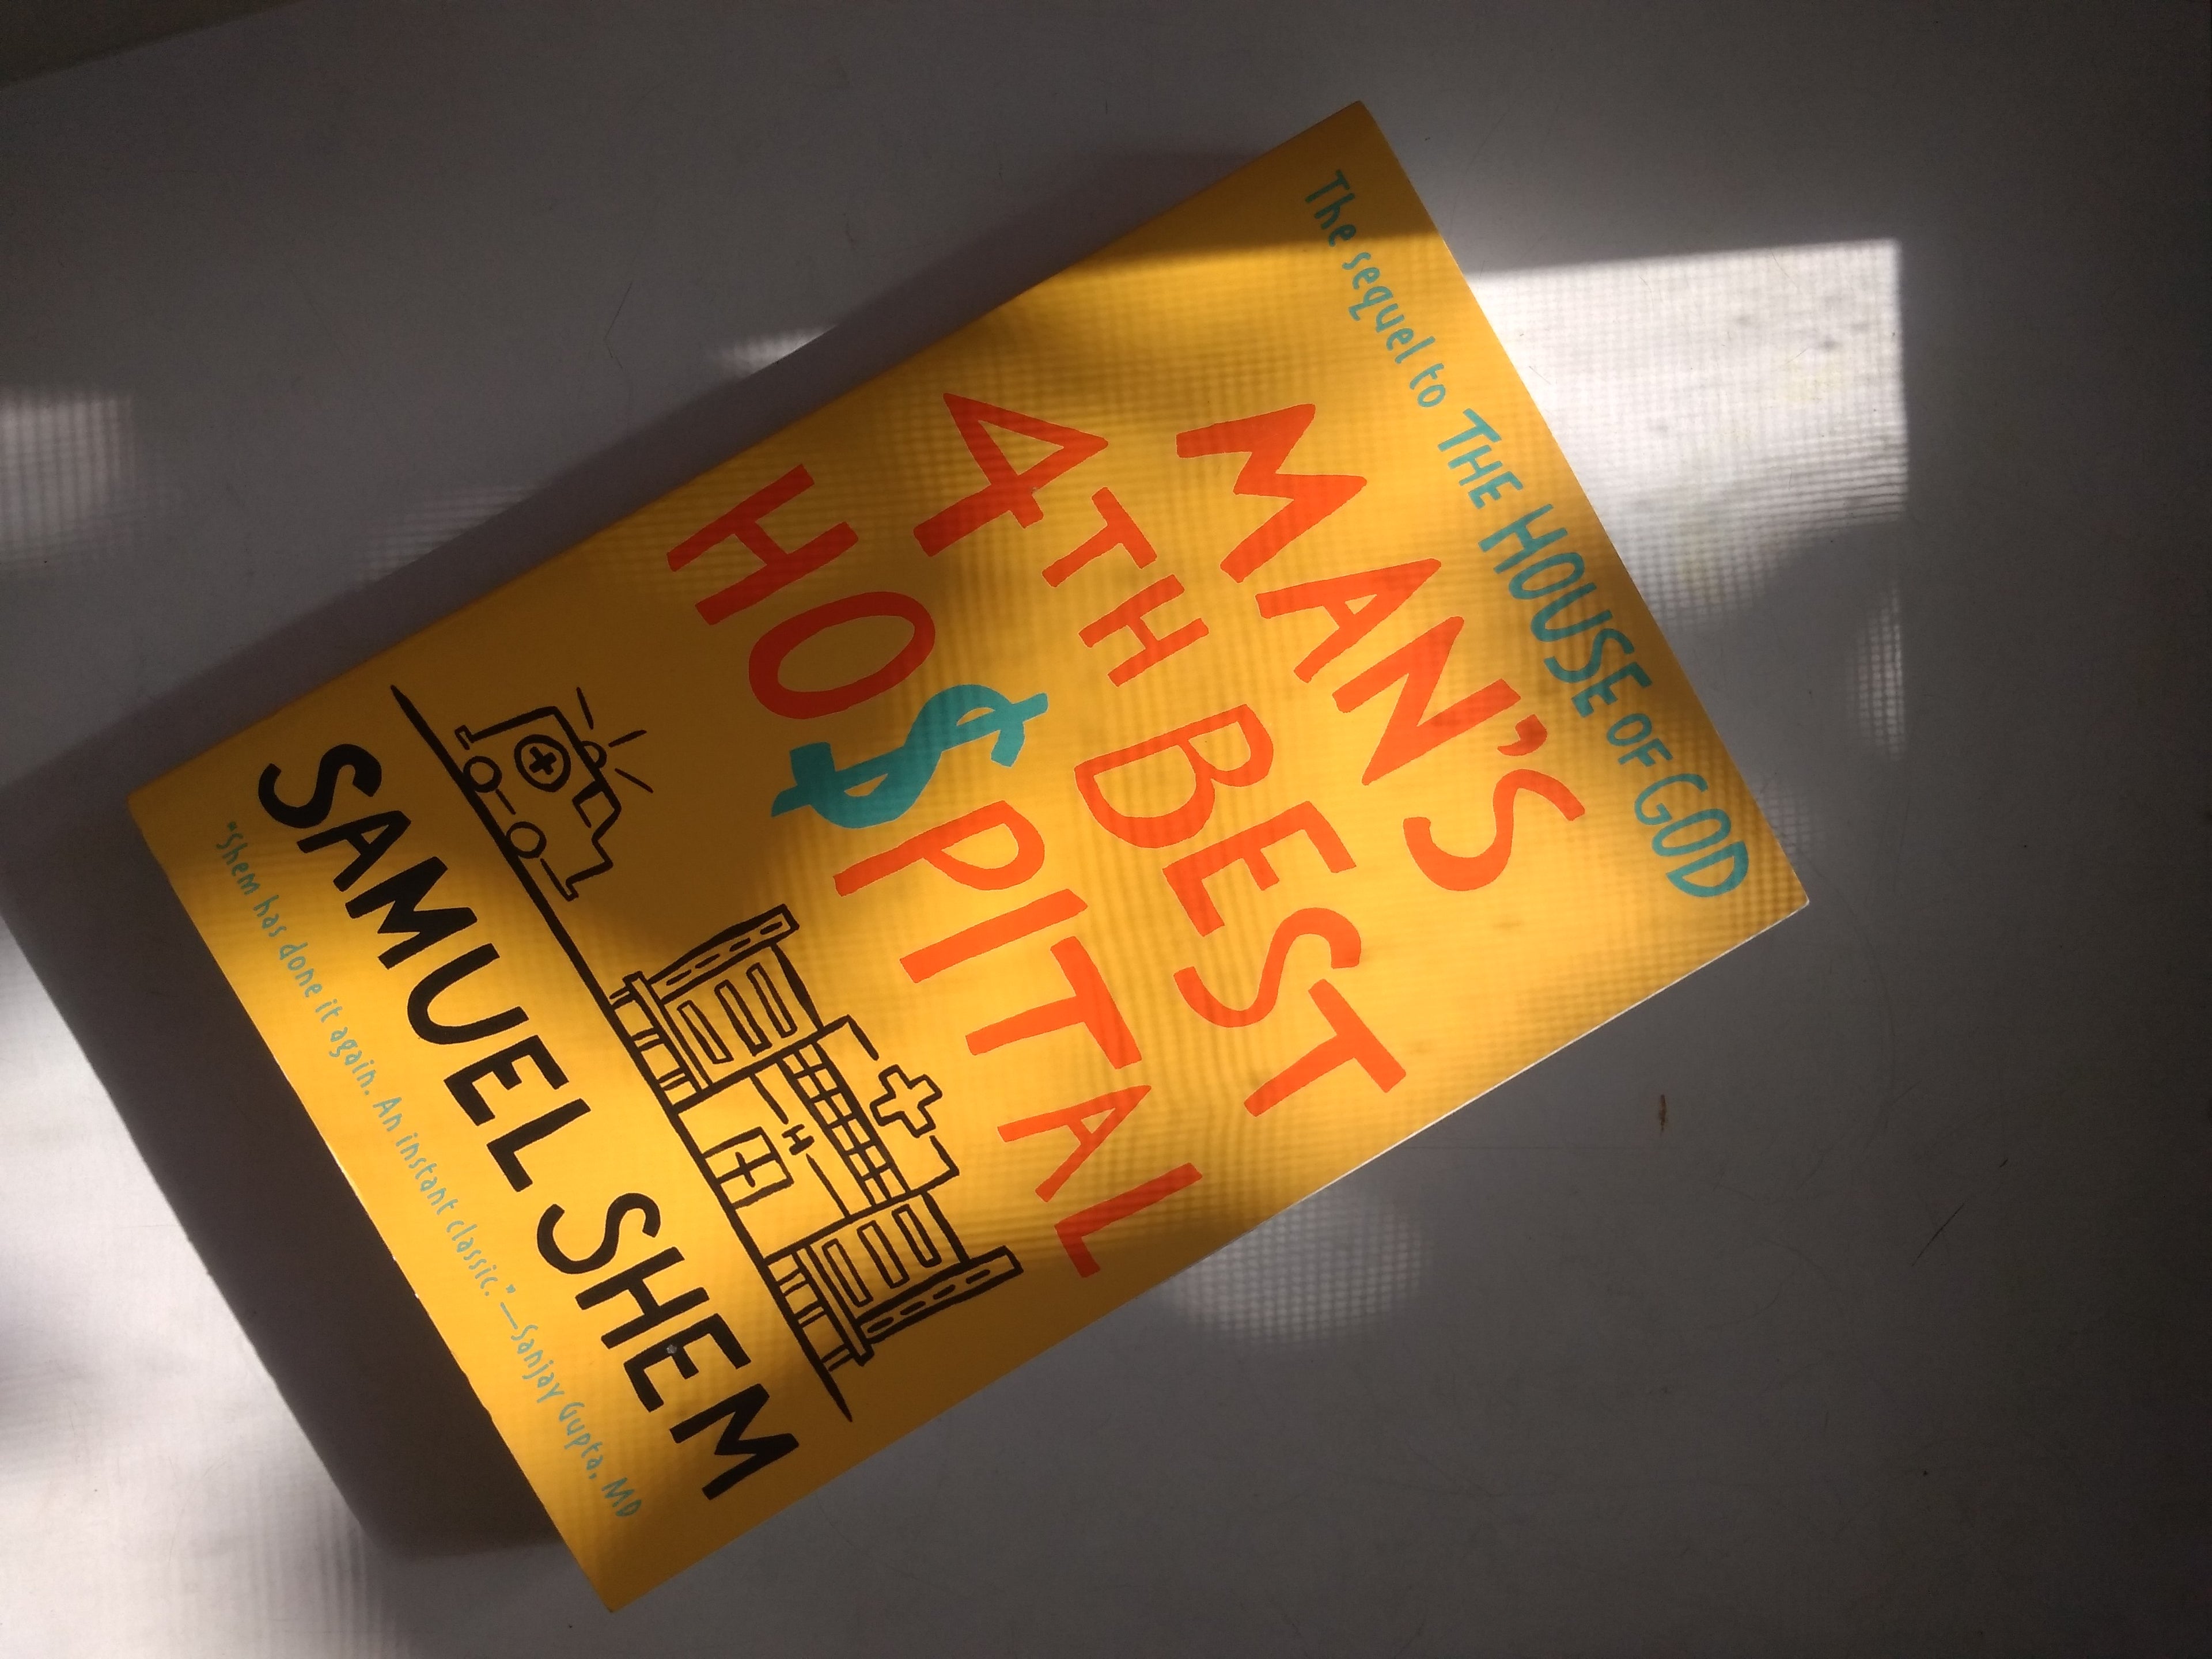 The sequel to THE HOUSE OF GOD
MAN'S
4TH BEST
HO$PITAL
H
SAMUEL SHEM
"Shem has done it again. An instant classic."—Sanjay Gupta, MD